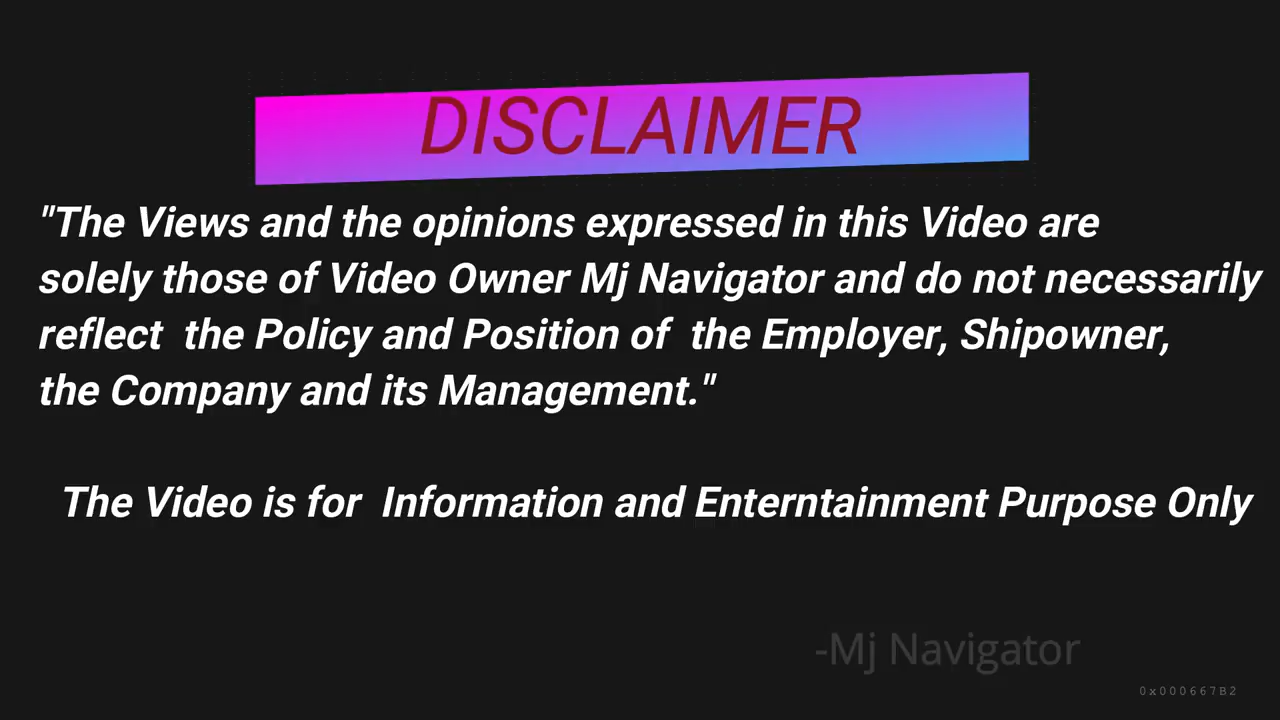 DISCLAIMER
"The Views and the opinions expressed in this Video are
solely those of Video Owner Mj Navigator and do not necessarily
reflect  the Policy and Position of  the Employer, Shipowner,
the Company and its Management."
The Video is for  Information and Enterntainment Purpose Only
-Mj Navigator
0x000667B2